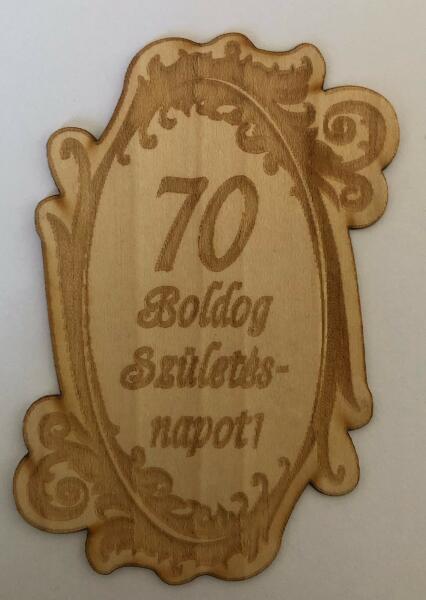 70
Boldog
Születés-
napot!